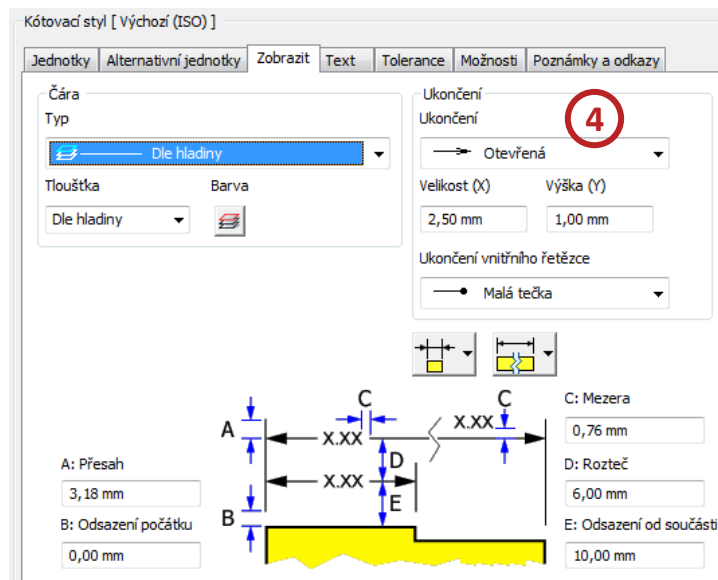 Kótovací styl [ Výchozí (ISO) ]
Jednotky Alternativní jednotky Zobrazit Text Tolerance Možnosti Poznámky a odkazy
Čára
Typ
Dle hladiny
Tloušťka Barva
Dle hladiny
Ukončení
Ukončení
4
Otevřená
Velikost (X) Výška (Y)
2,50 mm 1,00 mm
Ukončení vnitřního řetězce
Malá tečka
A: Přesah
3,18 mm
B: Odsazení počátku
0,00 mm
C C
A X.XX X.XX
D
X.XX
B E
C: Mezera
0,76 mm
D: Rozteč
6,00 mm
E: Odsazení od součásti
10,00 mm